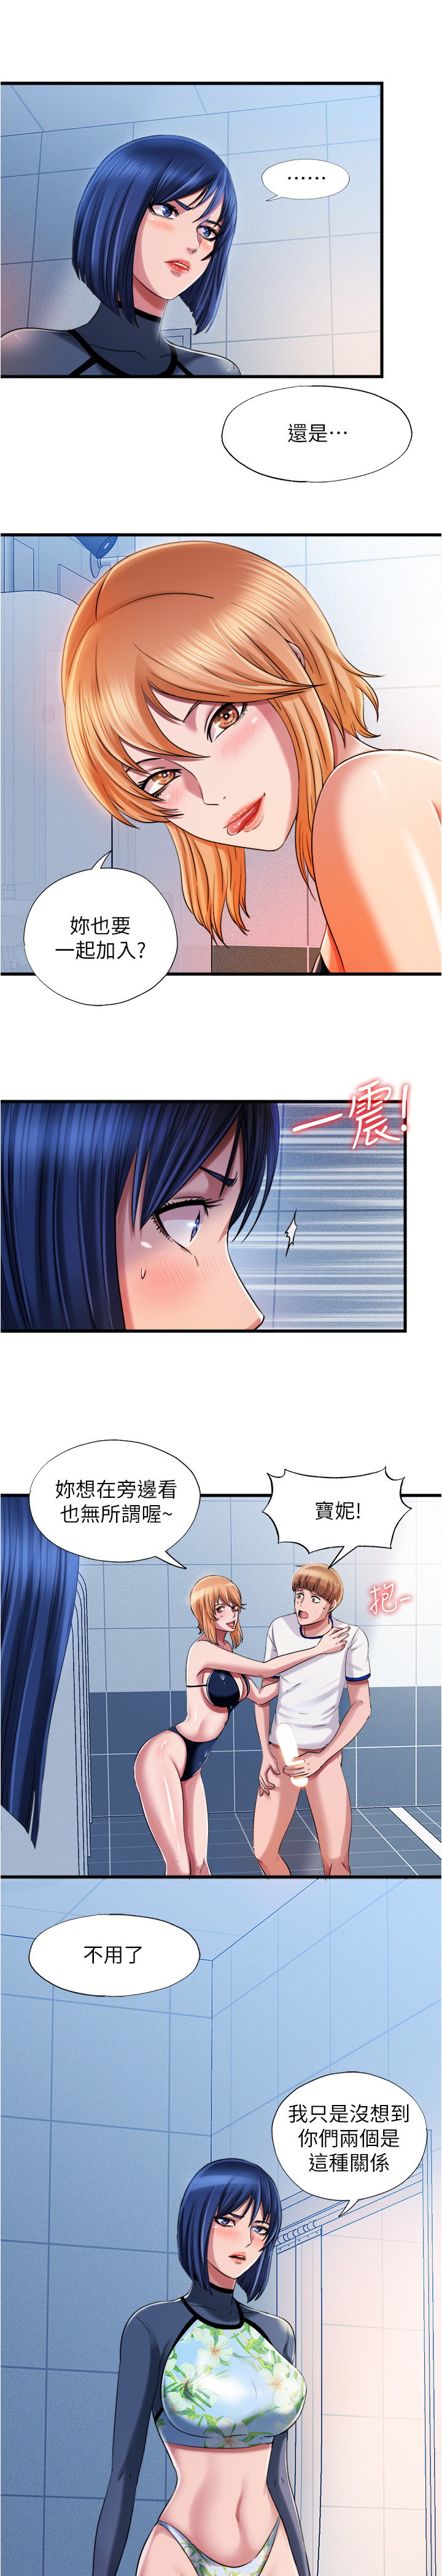 ⋯⋯
還是⋯
妳也要
一起加入?
一震!
妳想在旁邊看
也無所謂喔~
寶妮!
抱~
不用了
我只是沒想到
你們兩個是
這種關係